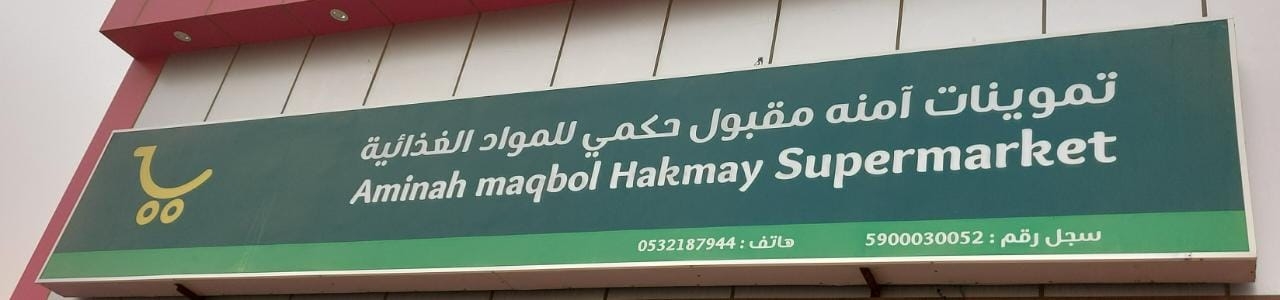 تموينات آمنه مقبول حكمي للمواد الغذائية
Aminah maqbol Hakmay Supermarket
سجل رقم : 5900030052 هاتف : 0532187944